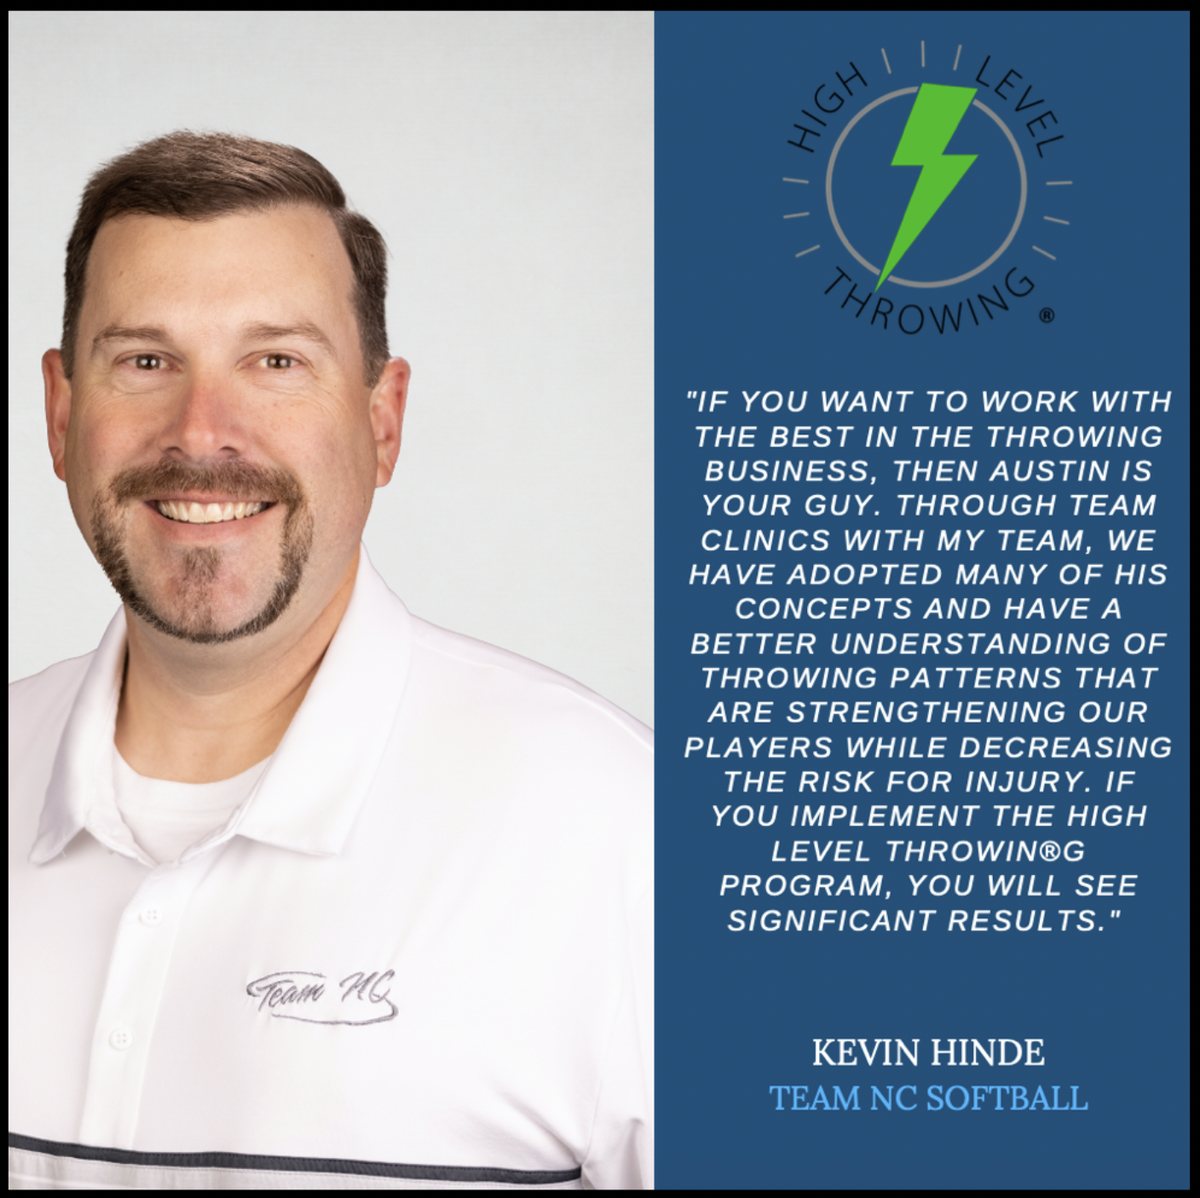 HIGH LEVEL
THROWING ®
"IF YOU WANT TO WORK WITH
THE BEST IN THE THROWING
BUSINESS, THEN AUSTIN IS
YOUR GUY. THROUGH TEAM
CLINICS WITH MY TEAM, WE
HAVE ADOPTED MANY OF HIS
CONCEPTS AND HAVE A
BETTER UNDERSTANDING OF
THROWING PATTERNS THAT
ARE STRENGTHENING OUR
PLAYERS WHILE DECREASING
THE RISK FOR INJURY. IF
YOU IMPLEMENT THE HIGH
LEVEL THROWIN®G
PROGRAM, YOU WILL SEE
SIGNIFICANT RESULTS."
Team NC
KEVIN HINDE
TEAM NC SOFTBALL